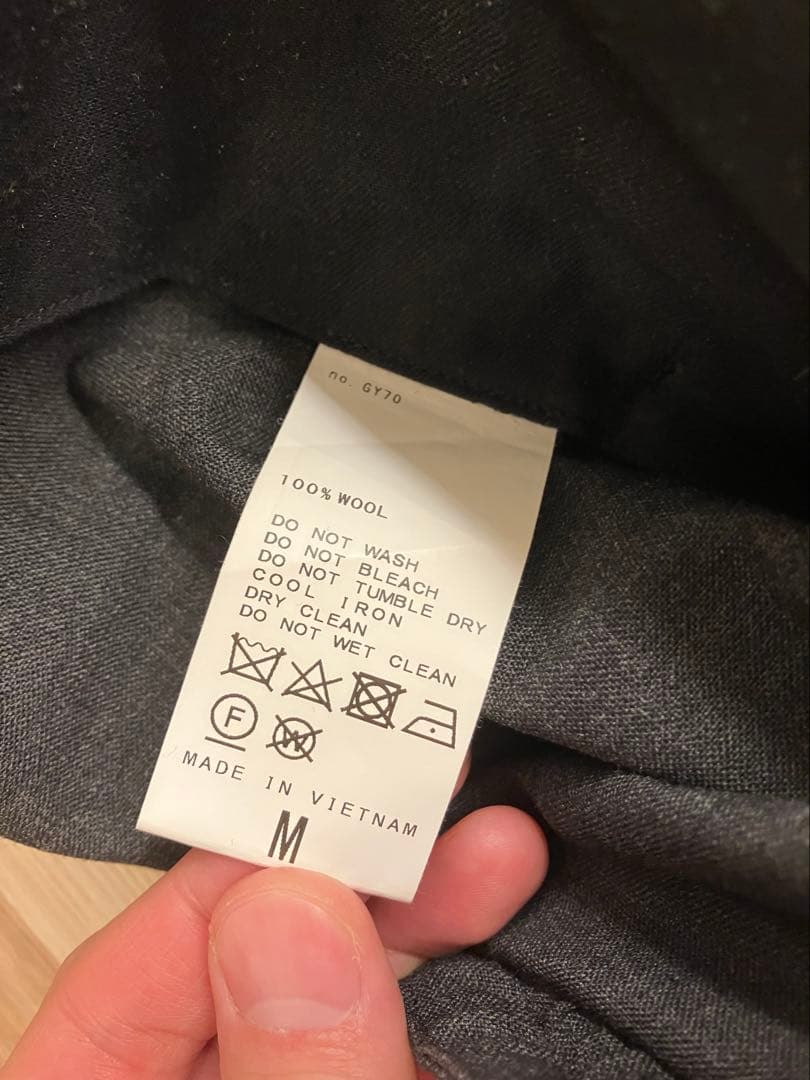 no. GY70
100% WOOL
DO NOT WASH
DO NOT BLEACH
DO NOT TUMBLE DRY
COOL IRON
DRY CLEAN
DO NOT WET CLEAN
F W
MADE IN VIETNAM
M